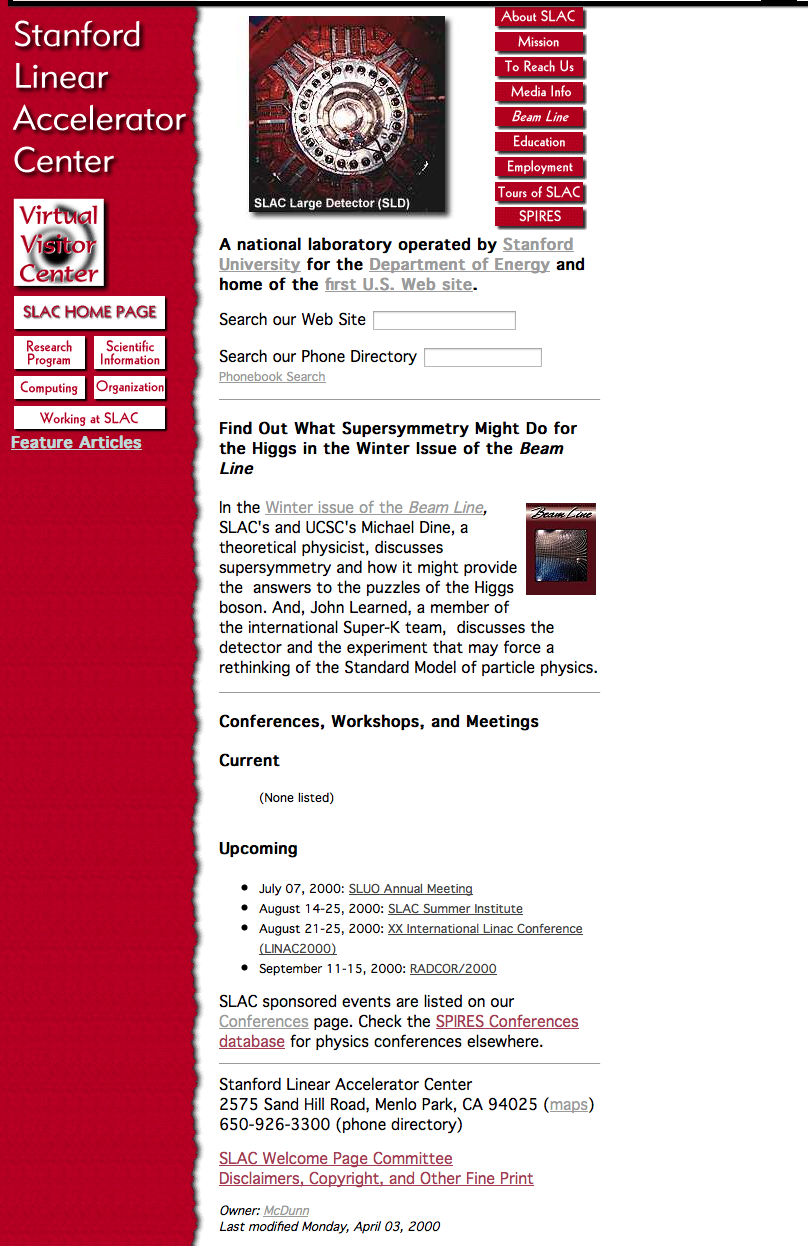 Stanford
Linear
Accelerator
Center
Virtual
Visitor
Center
SLAC HOME PAGE
Research
Program
Scientific
Information
Computing
Organization
Working at SLAC
Feature Articles
SLAC Large Detector (SLD)
About SLAC
Mission
To Reach Us
Media Info
Beam Line
Education
Employment
Tours of SLAC
SPIRES
A national laboratory operated by Stanford
University for the Department of Energy and
home of the first U.S. Web site.
Search our Web Site
Search our Phone Directory
Phonebook Search
Find Out What Supersymmetry Might Do for
the Higgs in the Winter Issue of the Beam
Line
In the Winter issue of the Beam Line,
SLAC's and UCSC's Michael Dine, a
theoretical physicist, discusses
supersymmetry and how it might provide
the answers to the puzzles of the Higgs
boson. And, John Learned, a member of
the international Super-K team, discusses the
detector and the experiment that may force a
rethinking of the Standard Model of particle physics.
Beam Line
Conferences, Workshops, and Meetings
Current
(None listed)
Upcoming
• July 07, 2000: SLUO Annual Meeting
• August 14-25, 2000: SLAC Summer Institute
• August 21-25, 2000: XX International Linac Conference
(LINAC2000)
• September 11-15, 2000: RADCOR/2000
SLAC sponsored events are listed on our
Conferences page. Check the SPIRES Conferences
database for physics conferences elsewhere.
Stanford Linear Accelerator Center
2575 Sand Hill Road, Menlo Park, CA 94025 (maps)
650-926-3300 (phone directory)
SLAC Welcome Page Committee
Disclaimers, Copyright, and Other Fine Print
Owner: McDunn
Last modified Monday, April 03, 2000